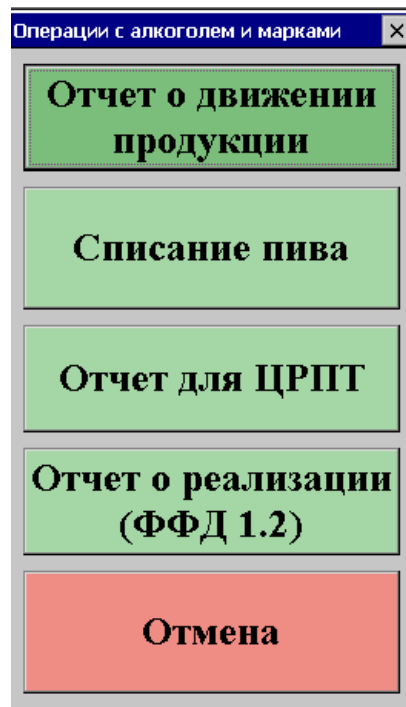 Операции с алкоголем и марками
Отчет о движении
продукции
Списание пива
Отчет для ЦРПТ
Отчет о реализации
(ФФД 1.2)
Отмена